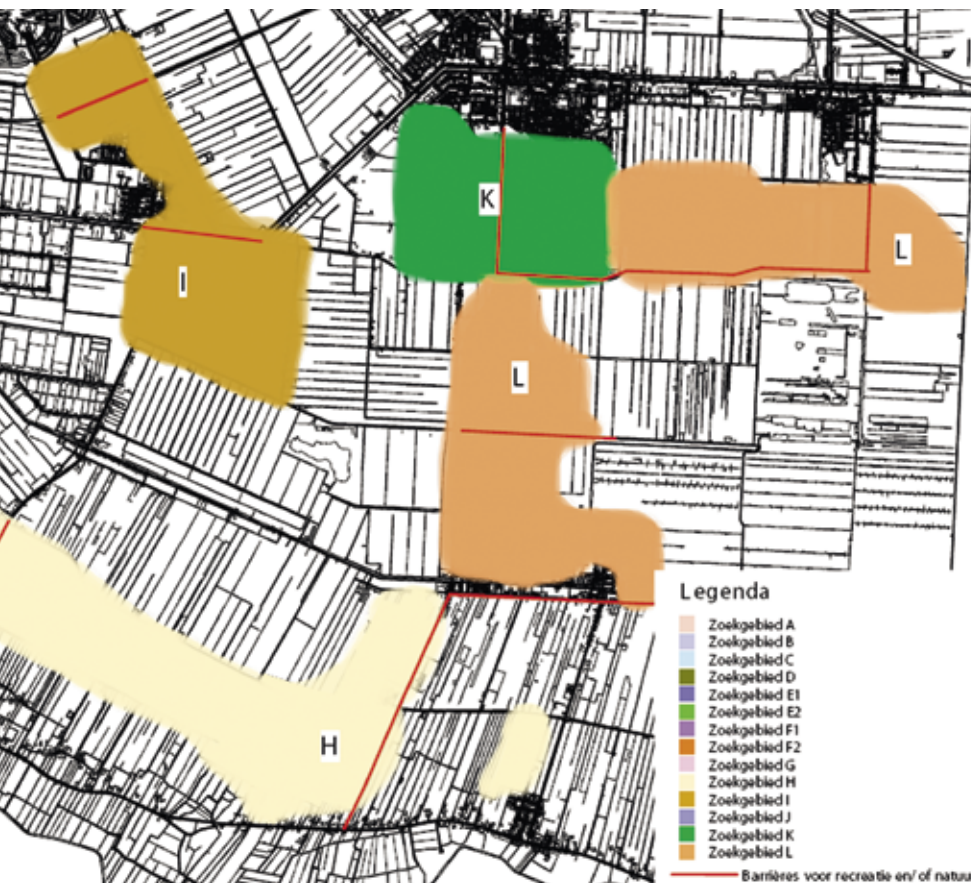 K
L
I
L
H
Legenda
Zoekgebied A
Zoekgebied B
Zoekgebied C
Zoekgebied D
Zoekgebied E1
Zoekgebied E2
Zoekgebied F1
Zoekgebied F2
Zoekgebied G
Zoekgebied H
Zoekgebied I
Zoekgebied J
Zoekgebied K
Zoekgebied L
Barrières voor recreatie en/ of natuu